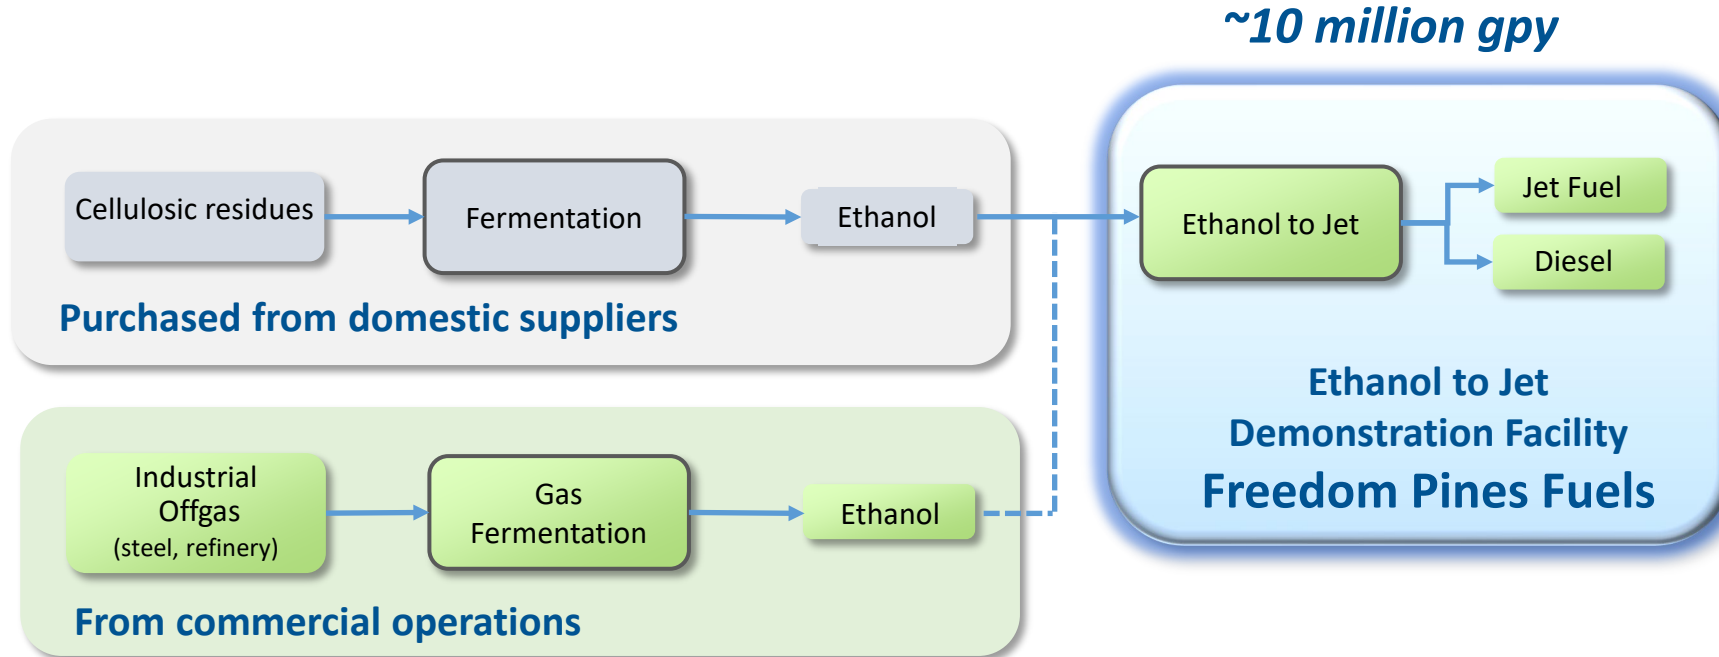 ~10 million gpy
Cellulosic residues
Fermentation
Ethanol
Purchased from domestic suppliers
Industrial
Offgas
(steel, refinery)
Gas
Fermentation
Ethanol
From commercial operations
Ethanol to Jet
Jet Fuel
Diesel
Ethanol to Jet
Demonstration Facility
Freedom Pines Fuels